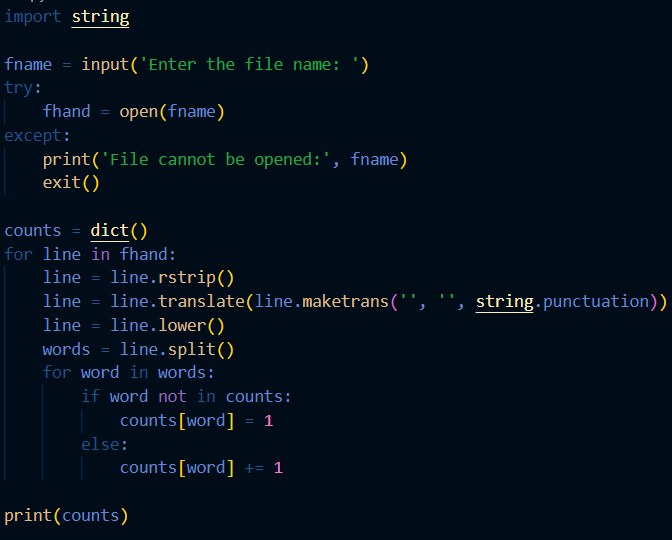 import string

fname = input('Enter the file name: ')
try:
    fhand = open(fname)
except:
    print('File cannot be opened:', fname)
    exit()

counts = dict()
for line in fhand:
    line = line.rstrip()
    line = line.translate(line.maketrans('', '', string.punctuation))
    line = line.lower()
    words = line.split()
    for word in words:
        if word not in counts:
            counts[word] = 1
        else:
            counts[word] += 1

print(counts)